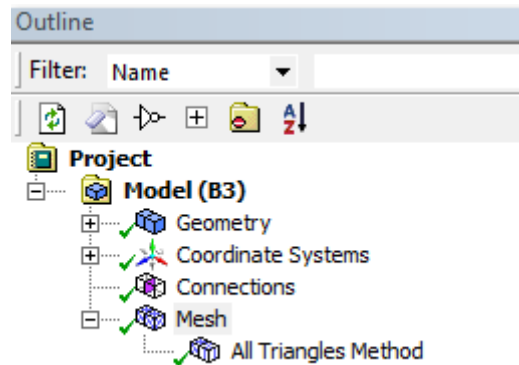 Outline
Filter: Name
A
Z
Project
Model (B3)
Geometry
Coordinate Systems
Connections
Mesh
All Triangles Method